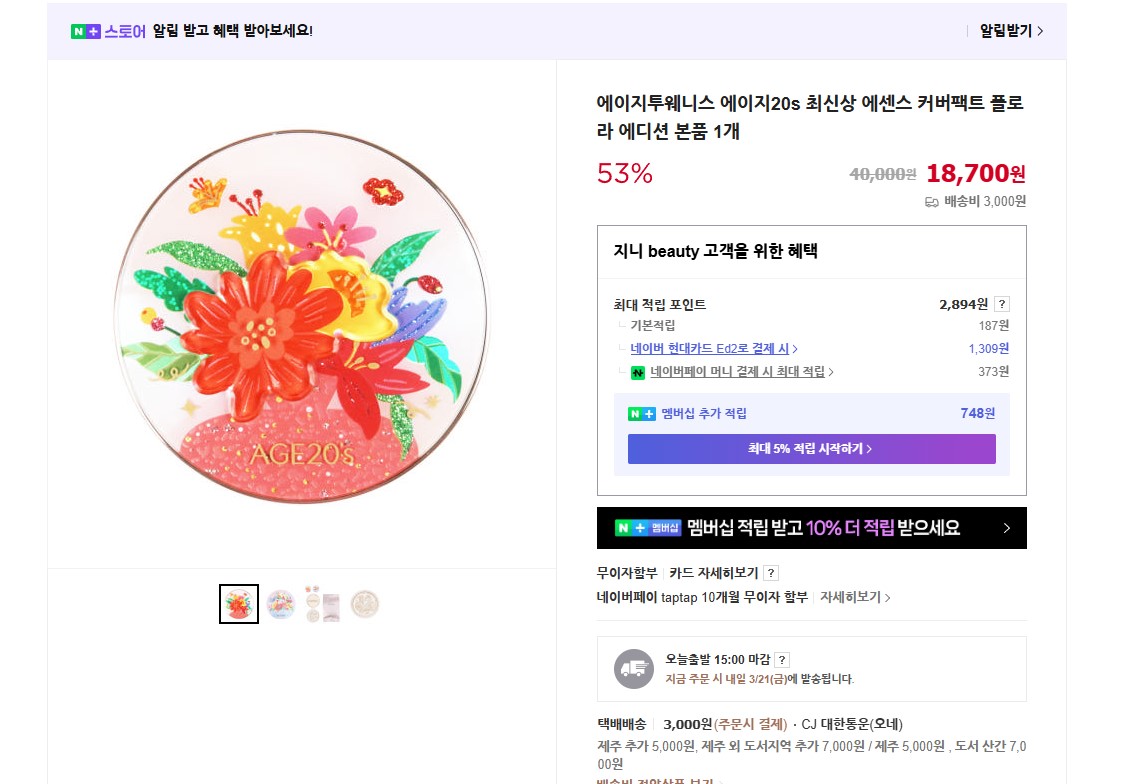 N+ 스토어 알림 받고 혜택 받아보세요!
알림받기 >
에이지투웨니스 에이지20s 최신상 에센스 커버팩트 플로
라 에디션 본품 1개
53% 40,000원 18,700원
배송비 3,000원
AGE20's
지니 beauty 고객을 위한 혜택
최대 적립 포인트 2,894원 ?
기본적립 187원
네이버 현대카드 Ed2로 결제 시 > 1,309원
네이버페이 머니 결제 시 최대 적립 > 373원
N+ 멤버십 추가 적립 748원
최대 5% 적립 시작하기 >
N+ 멤버십 멤버십 적립 받고 10% 더 적립 받으세요 >
무이자할부 카드 자세히보기 ?
네이버페이 taptap 10개월 무이자 할부 자세히보기 >
오늘출발 15:00 마감 ?
지금 주문 시 내일 3/21(금)에 발송됩니다.
택배배송 3,000원(주문시 결제) · CJ 대한통운(오네)
제주 추가 5,000원, 제주 외 도서지역 추가 7,000원 / 제주 5,000원 , 도서 산간 7,0
00원